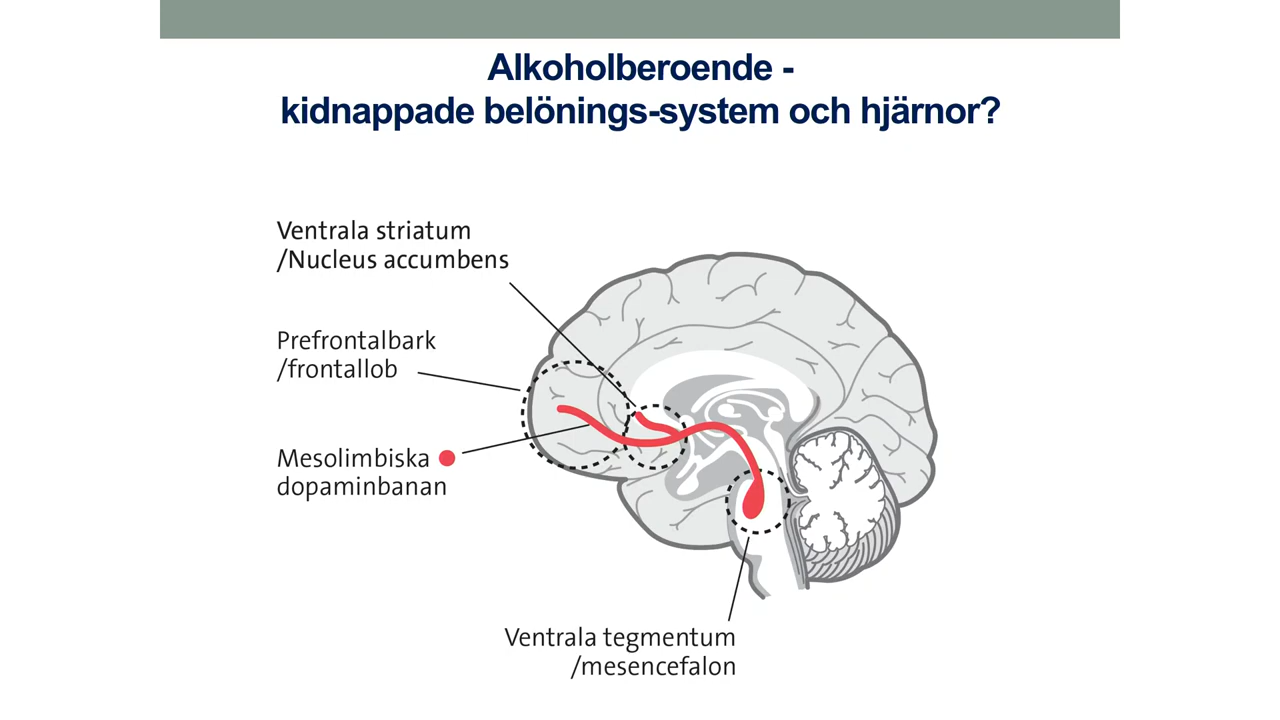 Alkoholberoende -
kidnappade belönings-system och hjärnor?
Ventrala striatum
/Nucleus accumbens
Prefrontalbark
/frontallob
Mesolimbiska
dopaminbanan
Ventrala tegmentum
/mesencefalon